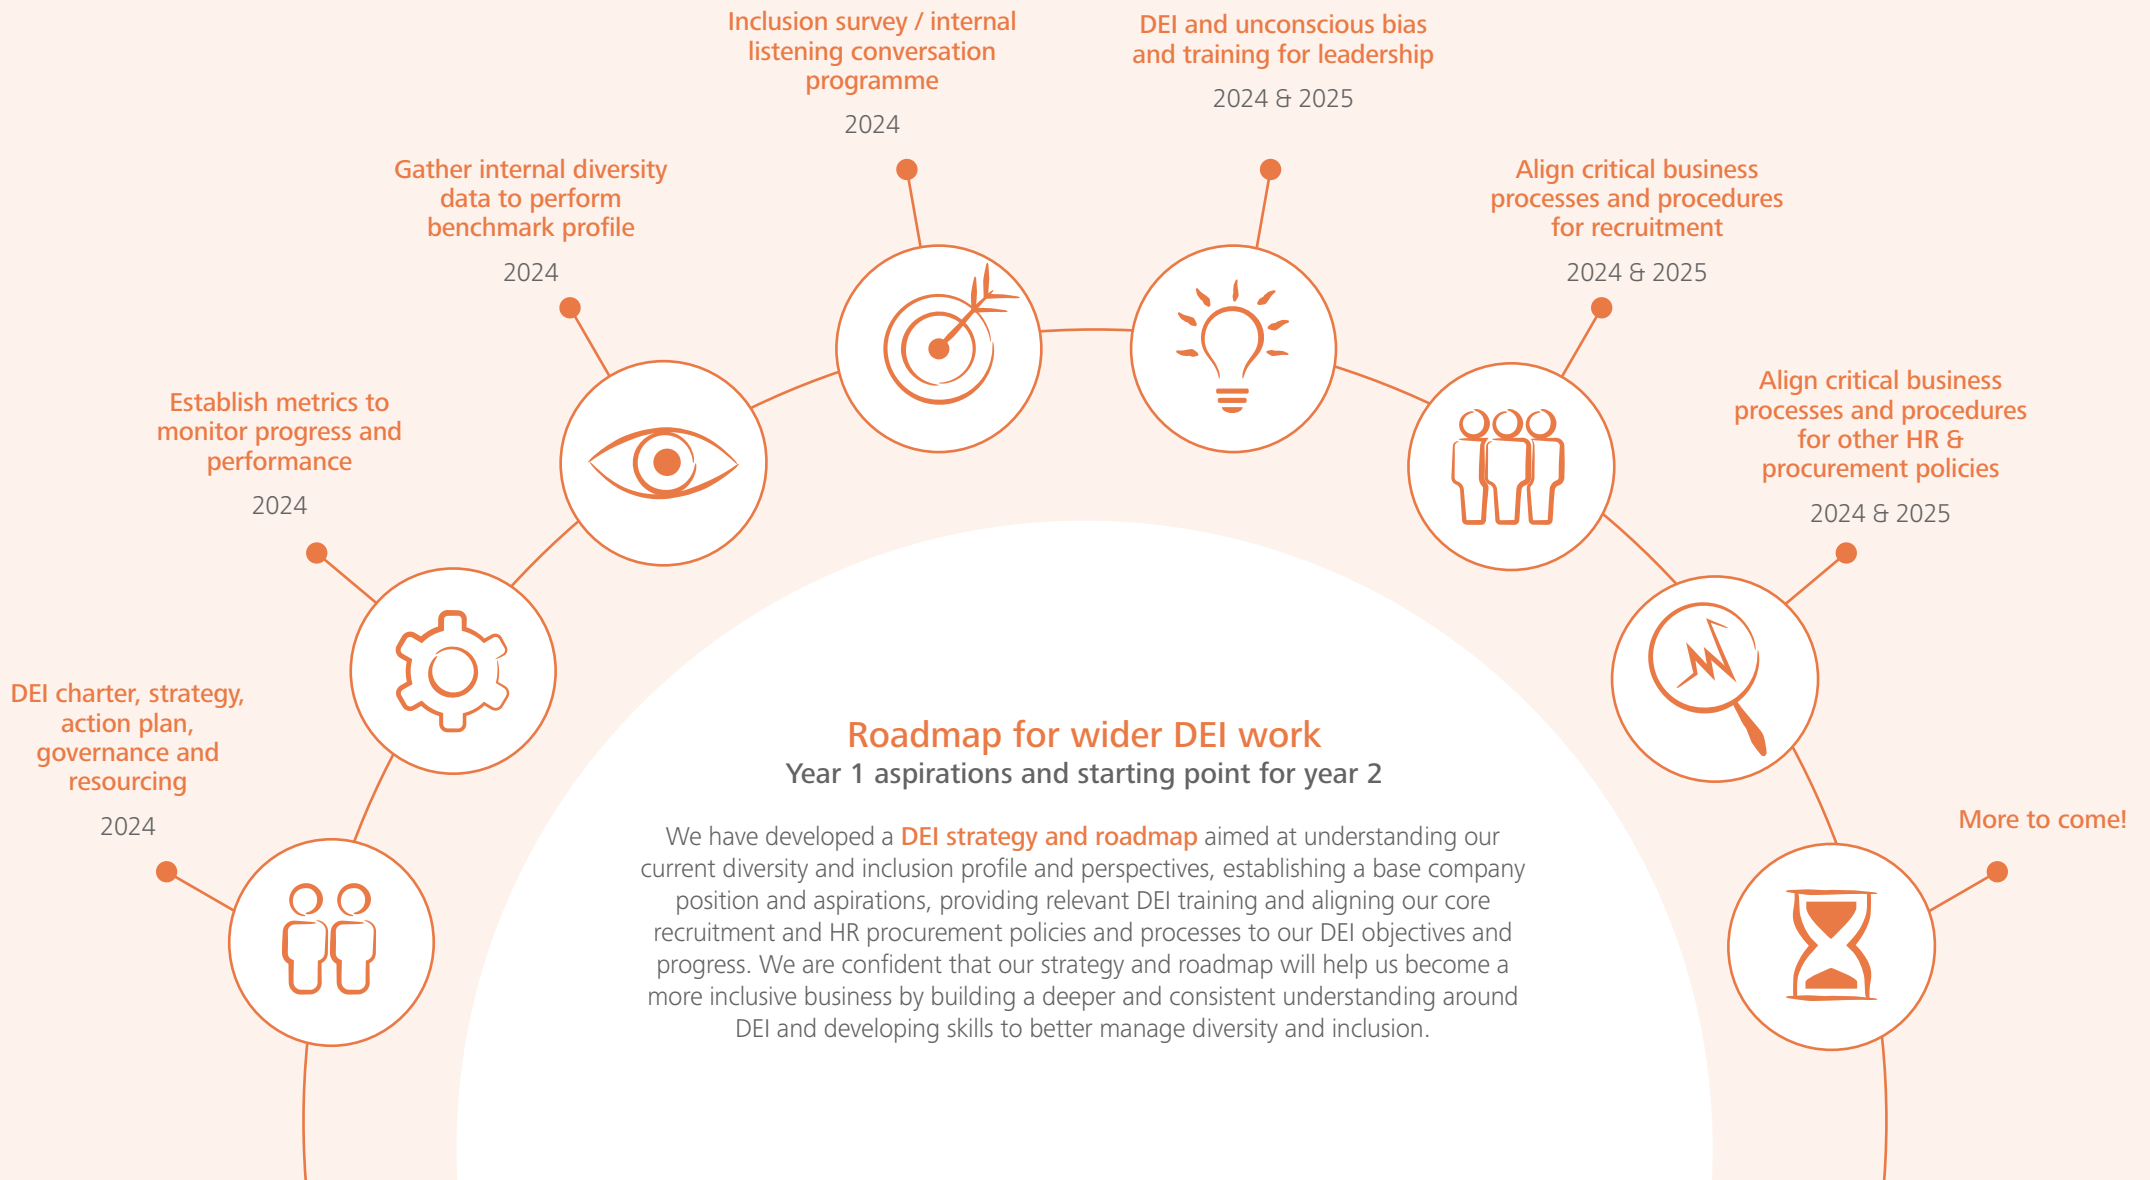 Inclusion survey / internal
listening conversation
programme
2024
DEI and unconscious bias
and training for leadership
2024 & 2025
Gather internal diversity
data to perform
benchmark profile
2024
Align critical business
processes and procedures
for recruitment
2024 & 2025
Establish metrics to
monitor progress and
performance
2024
Align critical business
processes and procedures
for other HR &
procurement policies
2024 & 2025
DEI charter, strategy,
action plan,
governance and
resourcing
2024
More to come!
Roadmap for wider DEI work
Year 1 aspirations and starting point for year 2
We have developed a DEI strategy and roadmap aimed at understanding our
current diversity and inclusion profile and perspectives, establishing a base company
position and aspirations, providing relevant DEI training and aligning our core
recruitment and HR procurement policies and processes to our DEI objectives and
progress. We are confident that our strategy and roadmap will help us become a
more inclusive business by building a deeper and consistent understanding around
DEI and developing skills to better manage diversity and inclusion.